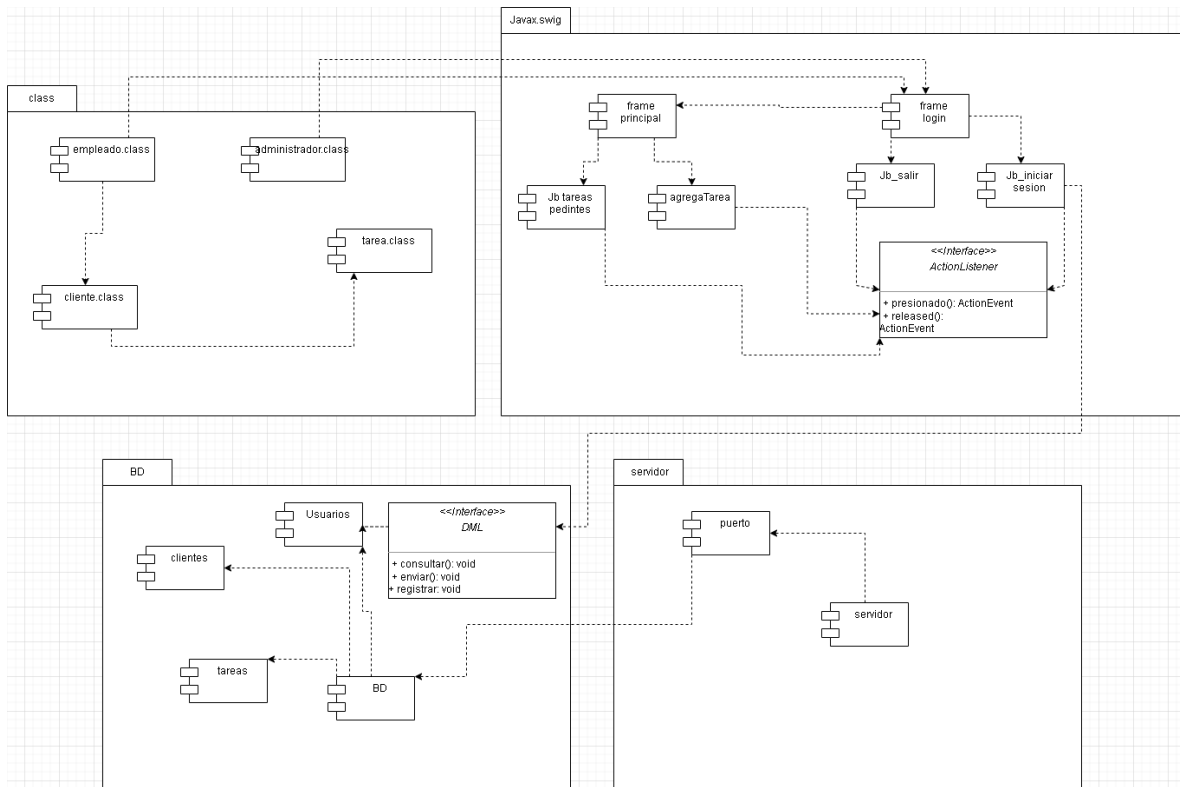 Javax.swig
class
frame
principal
frame
login
empleado.class
administrador.class
Jb_salir
Jb_iniciar
sesion
Jb tareas
pedintes
agregaTarea
tarea.class
<<Interface>>
ActionListener
+ presionado(): ActionEvent
+ released():
ActionEvent
cliente.class
BD
servidor
Usuarios
<<Interface>>
DML
+ consultar(): void
+ enviar(): void
+ registrar: void
clientes
puerto
servidor
tareas
BD